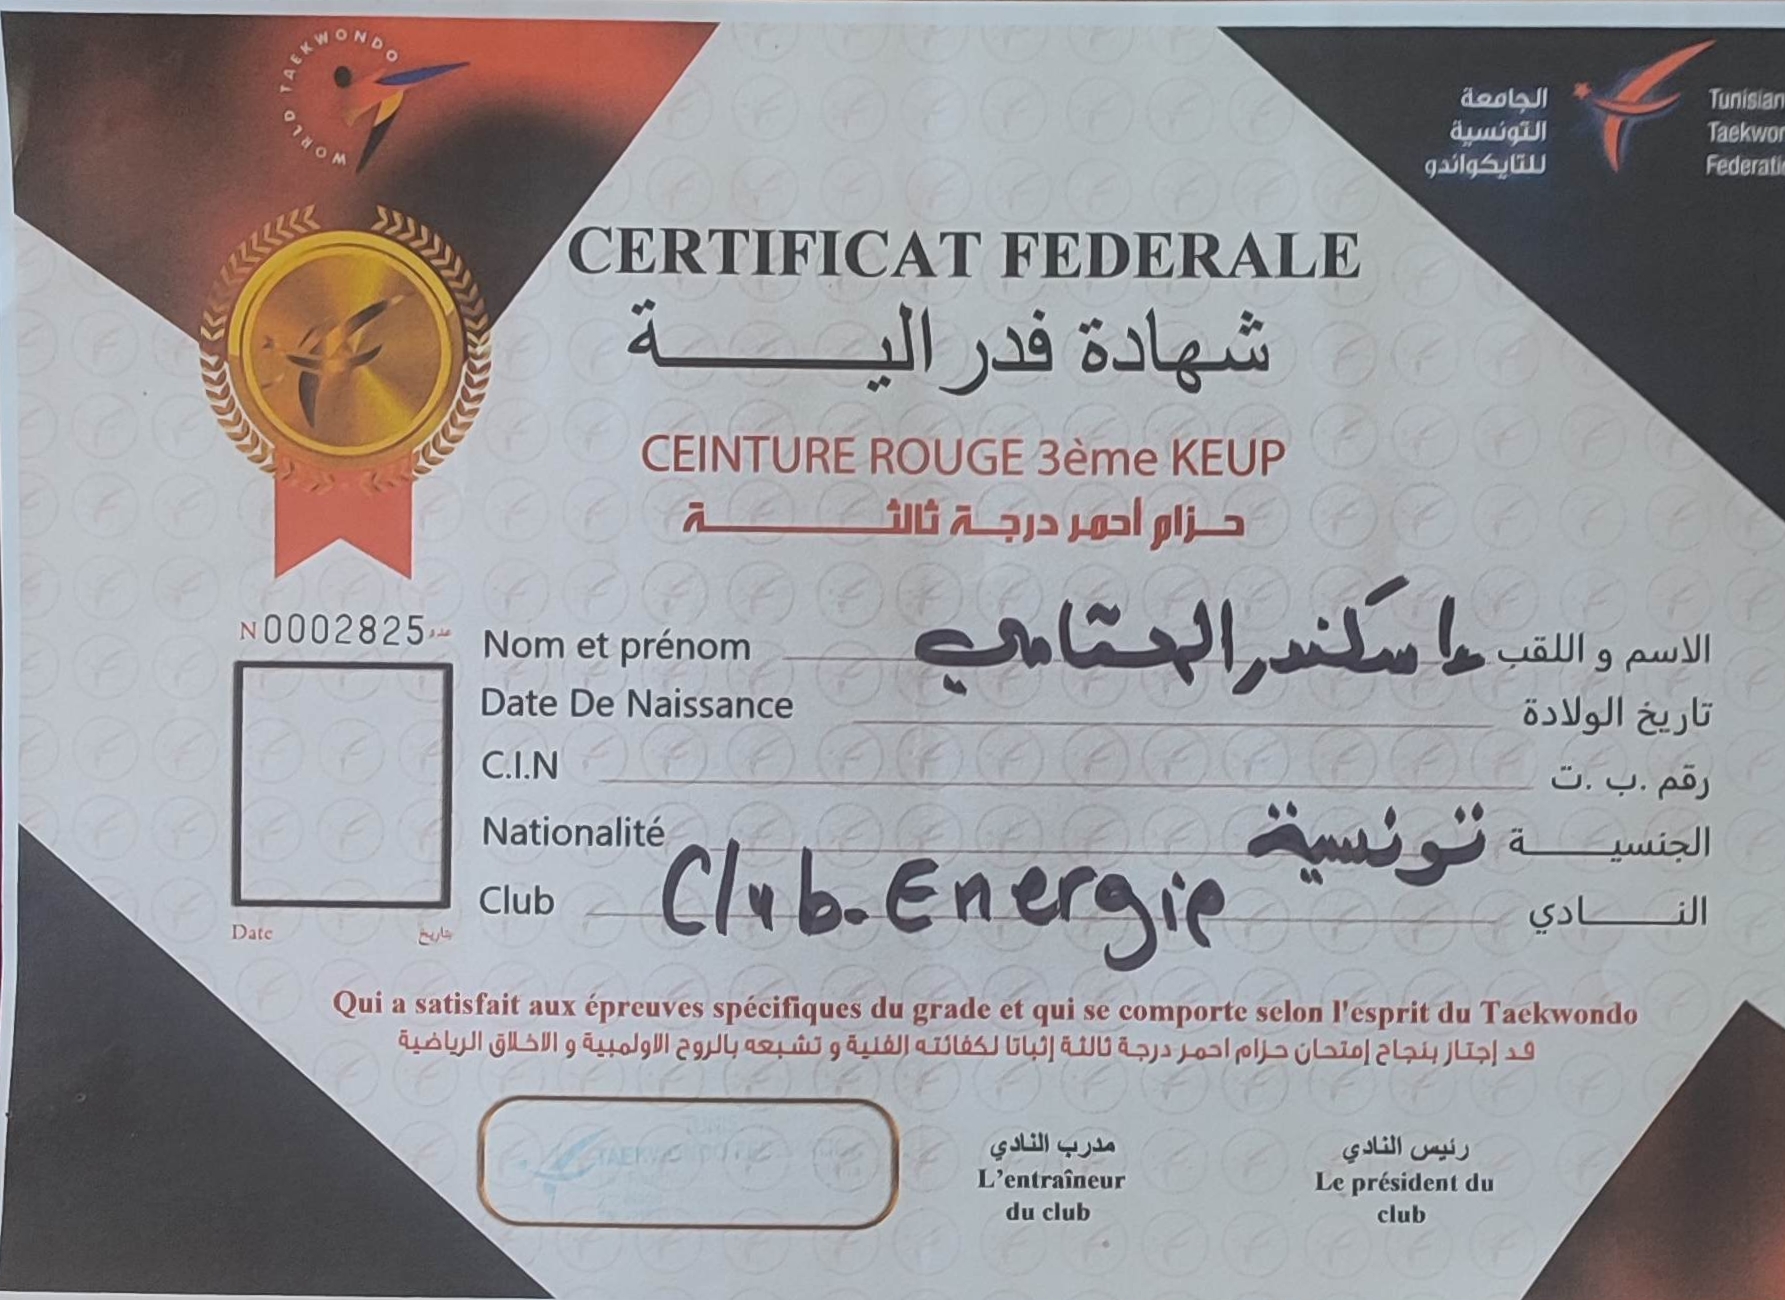 WORLD TAEKWONDO
الجامعة
التونسية
للتايكواندو
Tunisian
Taekwon
Federati
CERTIFICAT FEDERALE
شهادة فدرالية
CEINTURE ROUGE 3ème KEUP
حزام أحمر درجة ثالثة
N 0002825 عدد
Nom et prénom اسكندر الهتامي الاسم و اللقب
Date De Naissance تاريخ الولادة
C.I.N رقم .ب .ت
Nationalité تونسية الجنسية
Club Club.Energie النادي
Date تاريخ
Qui a satisfait aux épreuves spécifiques du grade et qui se comporte selon l'esprit du Taekwondo
قد إجتاز بنجاح إمتحان حزام احمر درجة ثالثة إثباتا لكفائته الفنية و تشبعه بالروح الاولمبية و الاخلاق الرياضية
مدرب النادي
L'entraîneur
du club
رئيس النادي
Le président du
club